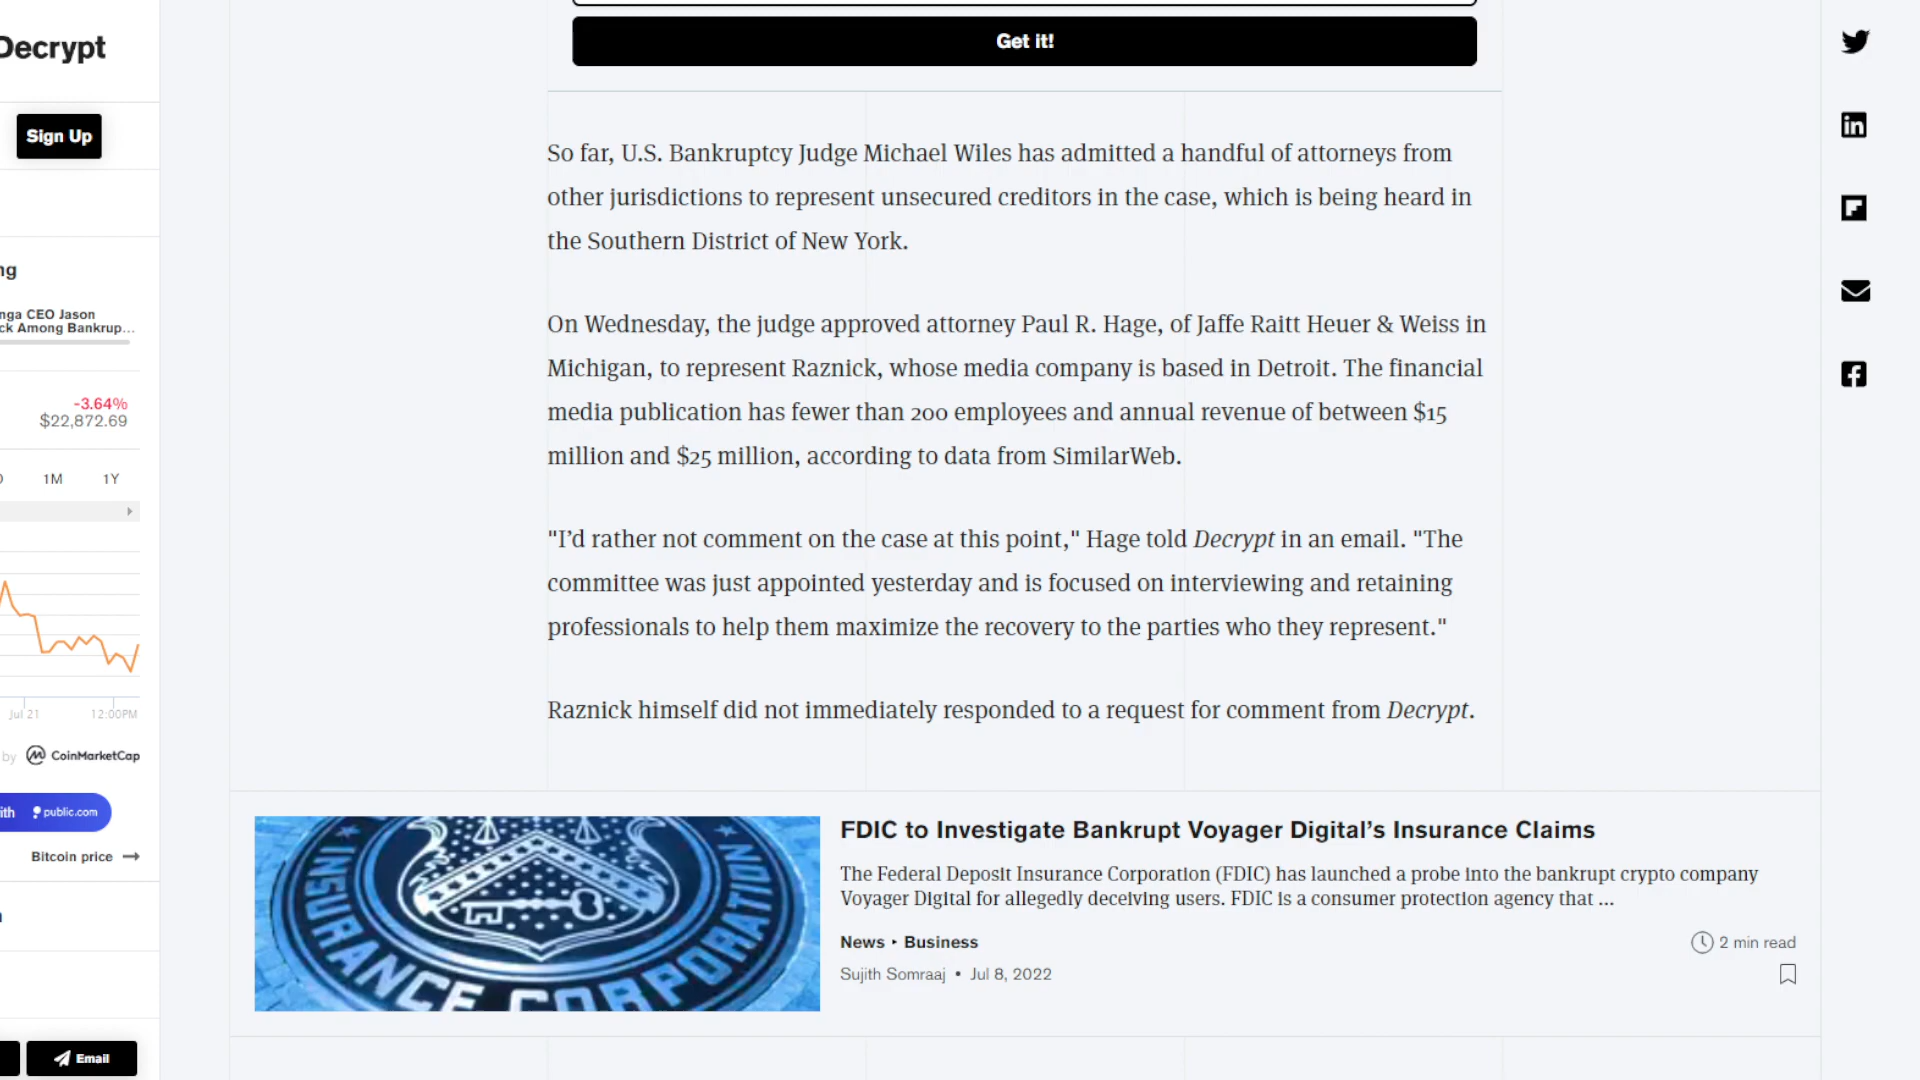 Decrypt
Sign Up
ng
nga CEO Jason
ck Among Bankrup...
-3.64%
$22,872.69
1M 1Y
Jul 21 12:00PM
by CoinMarketCap
ith public.com
Bitcoin price →
Email
Get it!
So far, U.S. Bankruptcy Judge Michael Wiles has admitted a handful of attorneys from
other jurisdictions to represent unsecured creditors in the case, which is being heard in
the Southern District of New York.
On Wednesday, the judge approved attorney Paul R. Hage, of Jaffe Raitt Heuer & Weiss in
Michigan, to represent Raznick, whose media company is based in Detroit. The financial
media publication has fewer than 200 employees and annual revenue of between $15
million and $25 million, according to data from SimilarWeb.
"I’d rather not comment on the case at this point," Hage told Decrypt in an email. "The
committee was just appointed yesterday and is focused on interviewing and retaining
professionals to help them maximize the recovery to the parties who they represent."
Raznick himself did not immediately responded to a request for comment from Decrypt.
INSURANCE CORPORATION
FDIC to Investigate Bankrupt Voyager Digital’s Insurance Claims
The Federal Deposit Insurance Corporation (FDIC) has launched a probe into the bankrupt crypto company
Voyager Digital for allegedly deceiving users. FDIC is a consumer protection agency that ...
News ‣ Business
2 min read
Sujith Somraaj • Jul 8, 2022